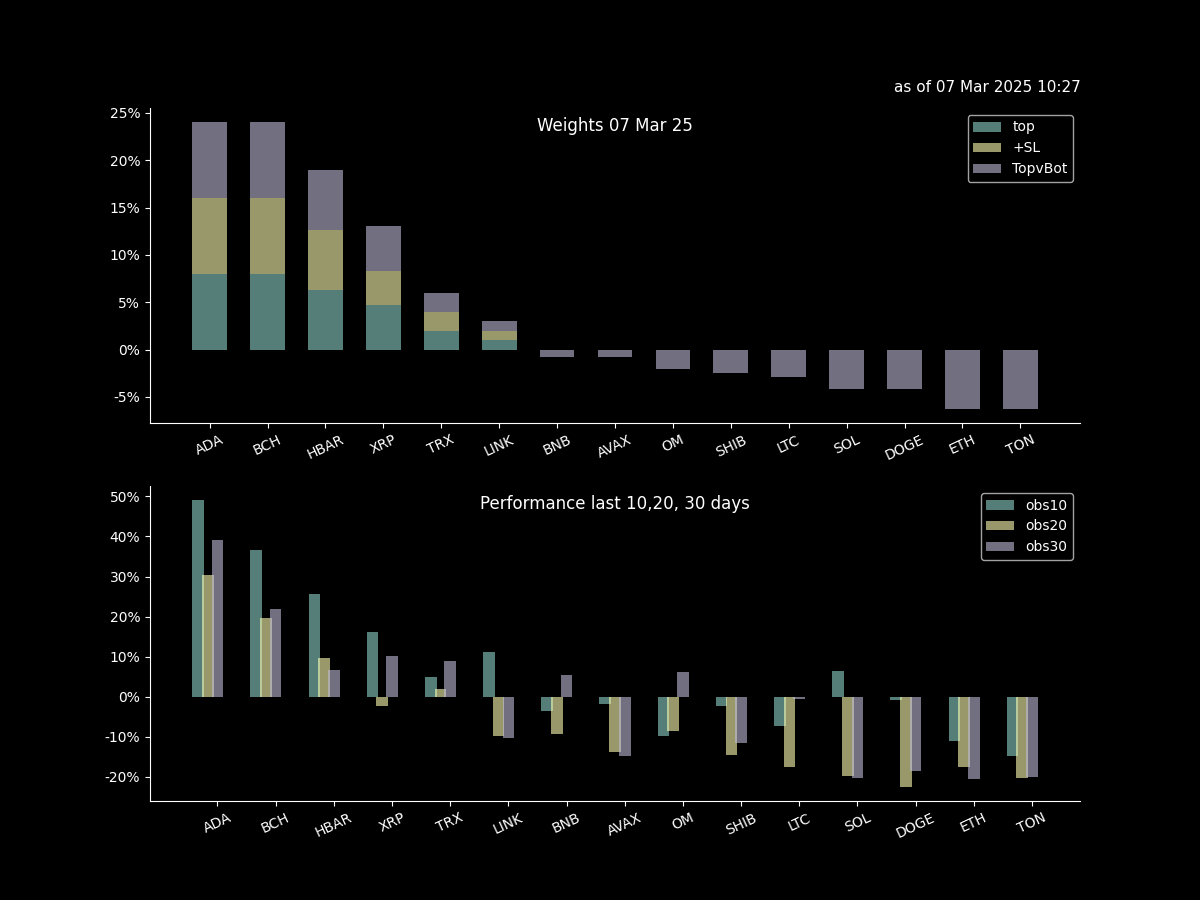 as of 07 Mar 2025 10:27
Weights 07 Mar 25
top
+SL
TopvBot
25%
20%
15%
10%
5%
0%
-5%
ADA BCH HBAR XRP TRX LINK BNB AVAX OM SHIB LTC SOL DOGE ETH TON
Performance last 10,20, 30 days
obs10
obs20
obs30
50%
40%
30%
20%
10%
0%
-10%
-20%
ADA BCH HBAR XRP TRX LINK BNB AVAX OM SHIB LTC SOL DOGE ETH TON